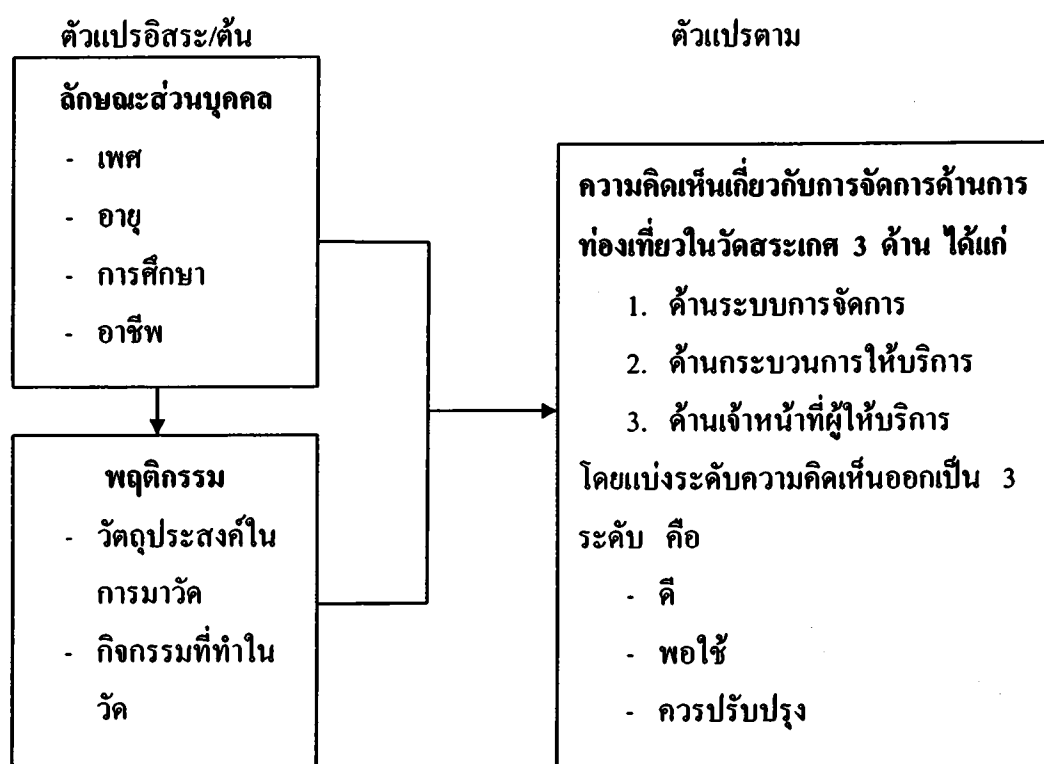 ตัวแปรอิสระ/ต้น
ลักษณะส่วนบุคคล
- เพศ
- อายุ
- การศึกษา
- อาชีพ
พฤติกรรม
- วัตถุประสงค์ใน
การมาวัด
- กิจกรรมที่ทำใน
วัด
ตัวแปรตาม
ความคิดเห็นเกี่ยวกับการจัดการด้านการ
ท่องเที่ยวในวัดสระเกศ 3 ด้าน ได้แก่
1. ด้านระบบการจัดการ
2. ด้านกระบวนการให้บริการ
3. ด้านเจ้าหน้าที่ผู้ให้บริการ
โดยแบ่งระดับความคิดเห็นออกเป็น 3
ระดับ คือ
- ดี
- พอใช้
- ควรปรับปรุง